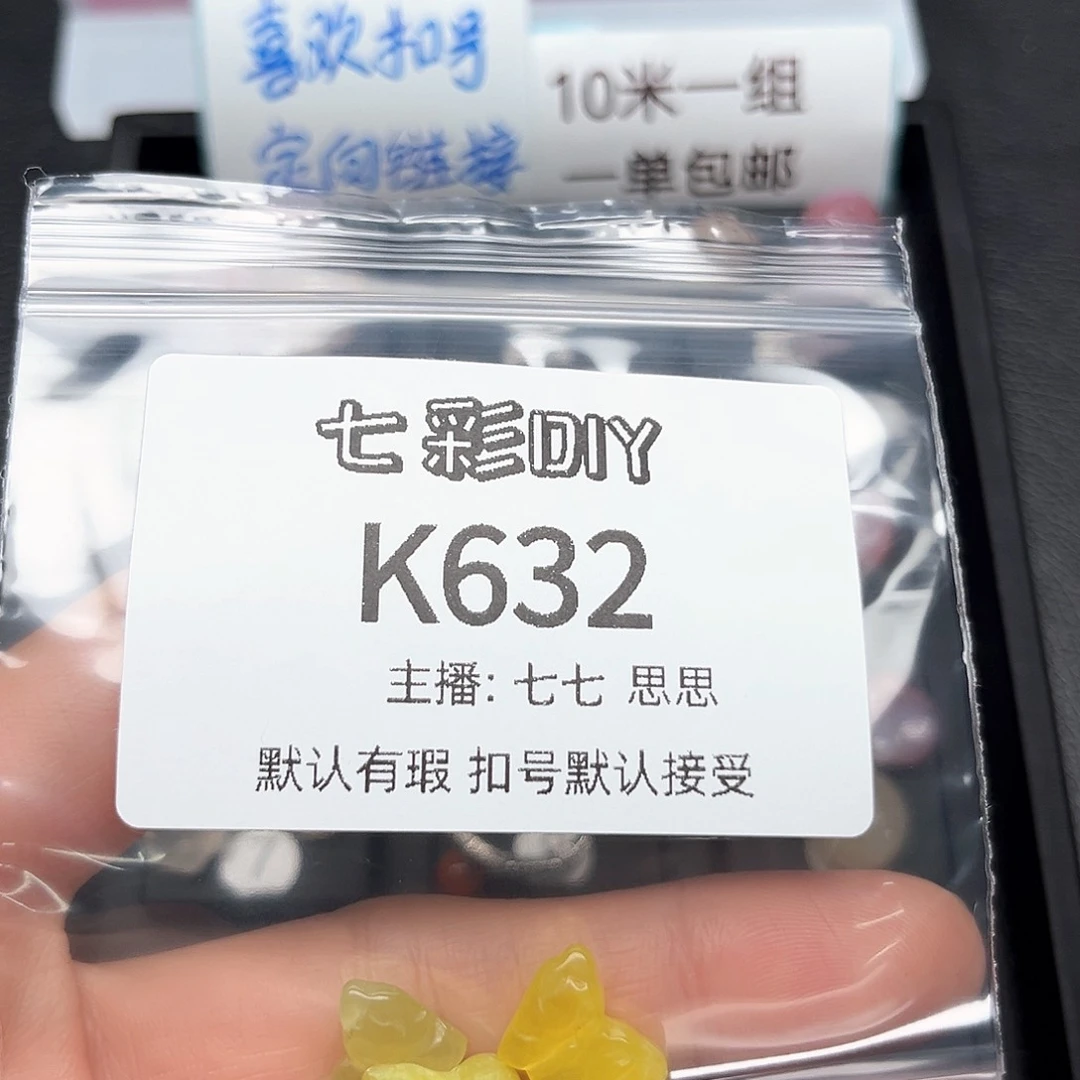 喜欢扣号
定向链接
10米一组
一单包邮
七彩DIY
K632
主播: 七七 思思
默认有瑕 扣号默认接受